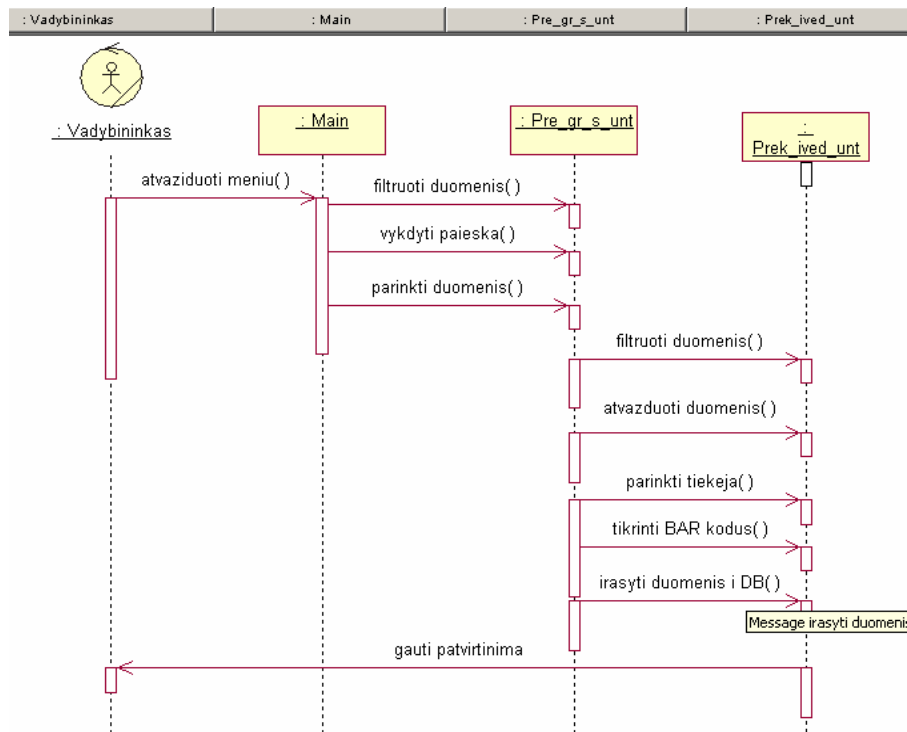 : Vadybininkas
: Main
: Pre_gr_s_unt
: Prek_ived_unt
: Vadybininkas
: Main
: Pre_gr_s_unt
:
Prek_ived_unt
atvaziduoti meniu( )
filtruoti duomenis( )
vykdyti paieska( )
parinkti duomenis( )
filtruoti duomenis( )
atvazduoti duomenis( )
parinkti tiekeja( )
tikrinti BAR kodus( )
irasyti duomenis i DB( )
Message irasyti duomenis
gauti patvirtinima